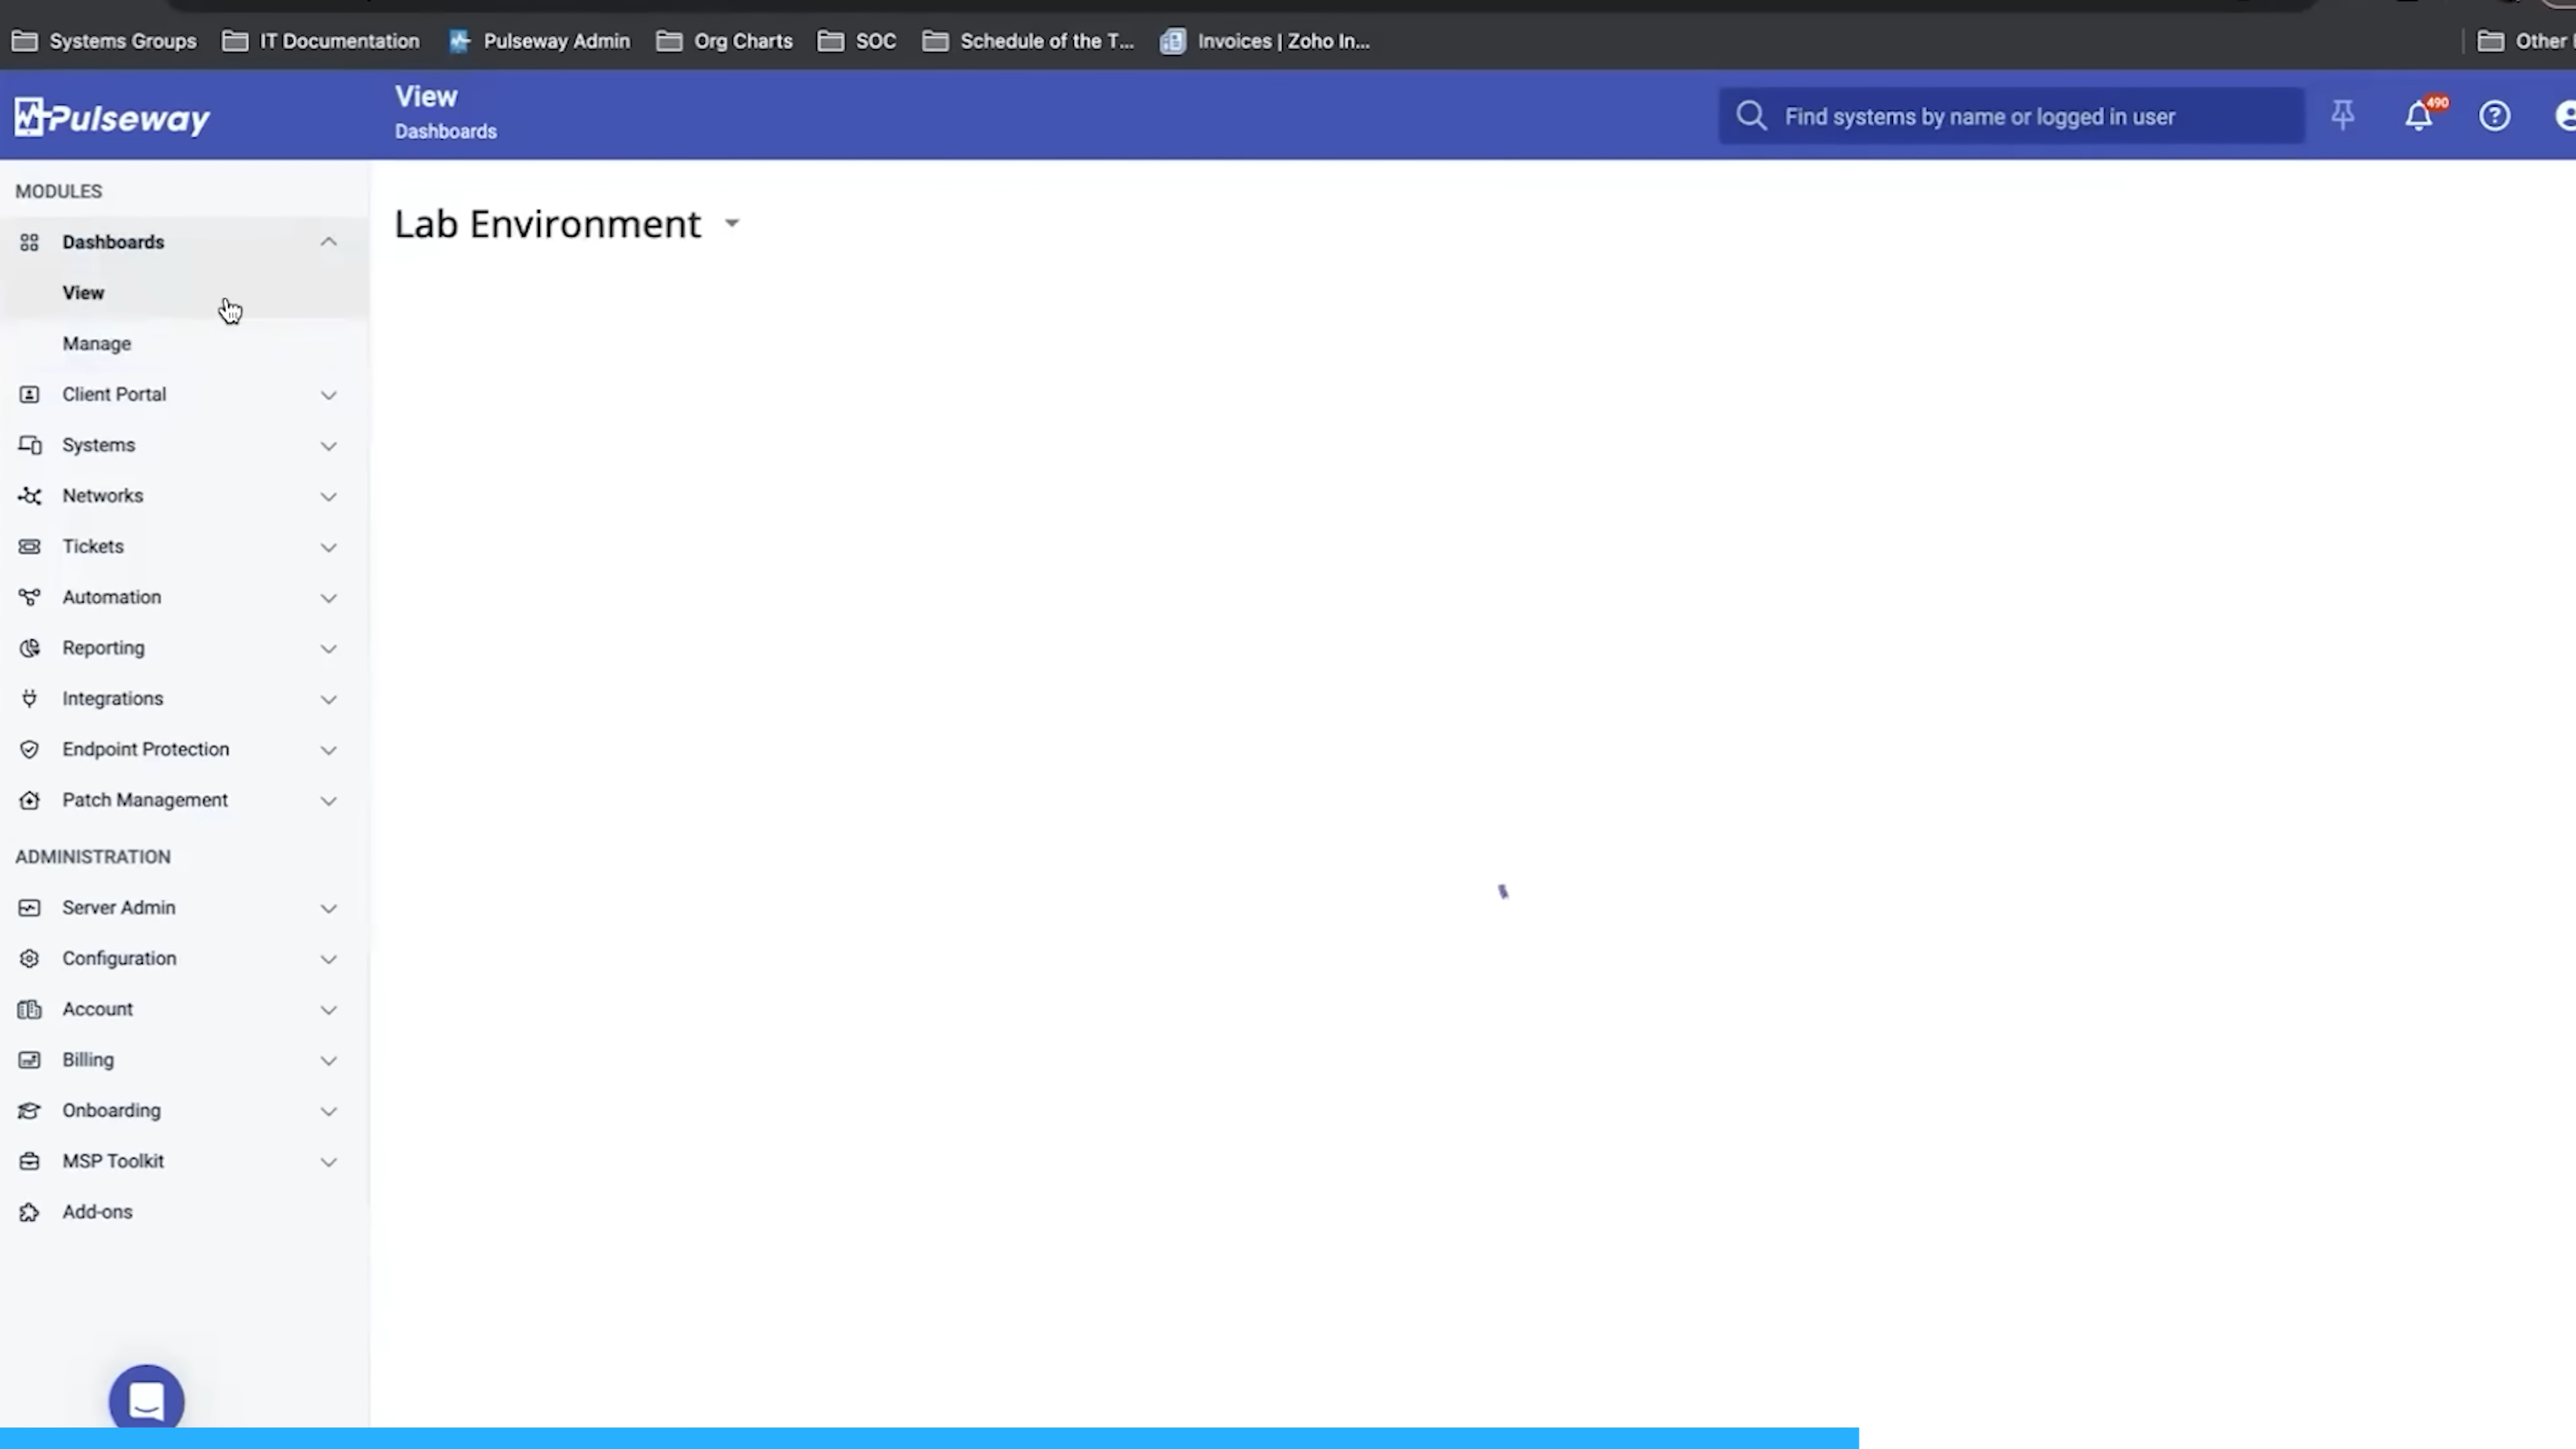 Systems Groups IT Documentation Pulseway Admin Org Charts SOC Schedule of the T... Invoices | Zoho In... Other
Pulseway
View
Dashboards
Find systems by name or logged in user
490
MODULES
Dashboards
View
Manage
Client Portal
Systems
Networks
Tickets
Automation
Reporting
Integrations
Endpoint Protection
Patch Management
ADMINISTRATION
Server Admin
Configuration
Account
Billing
Onboarding
MSP Toolkit
Add-ons
Lab Environment